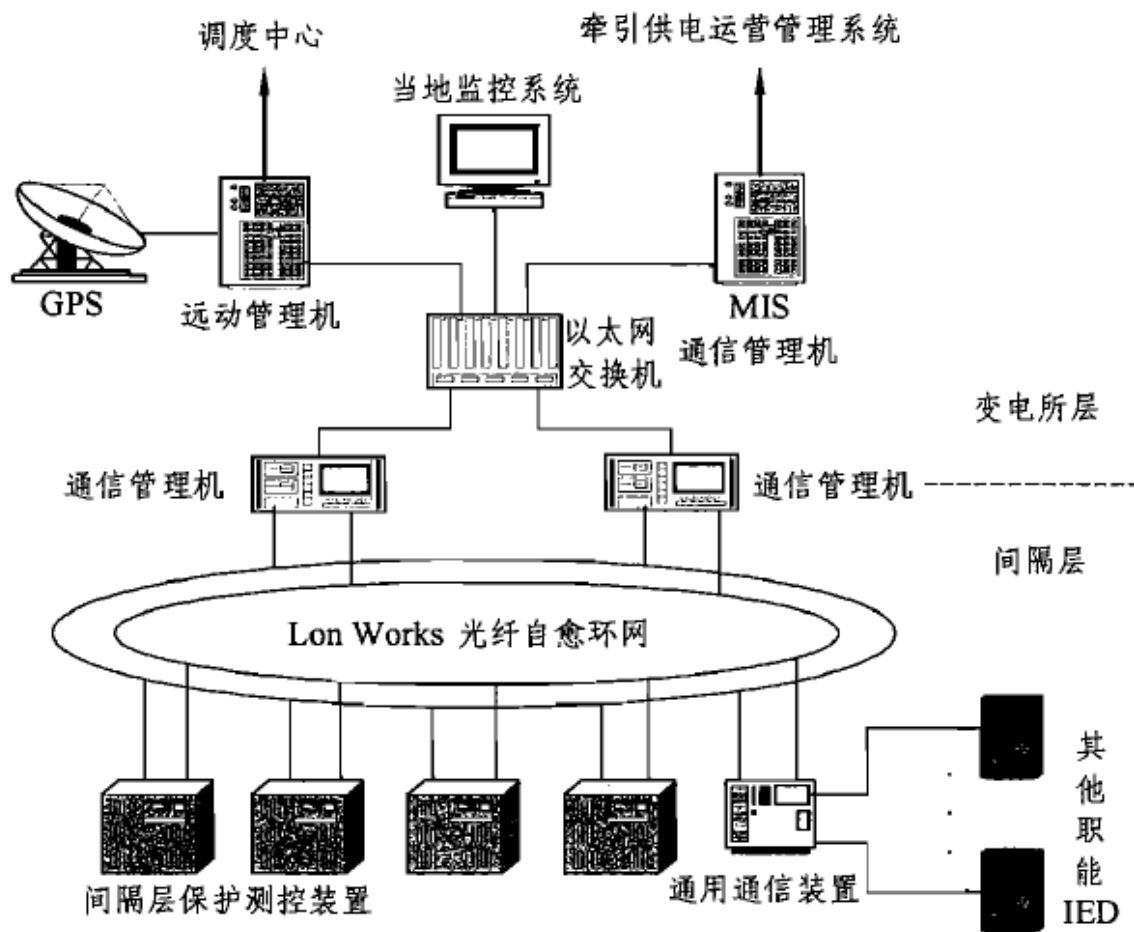 调度中心
牵引供电运营管理系统
当地监控系统
GPS
远动管理机
MIS
通信管理机
以太网
交换机
变电所层
通信管理机
通信管理机
间隔层
Lon Works 光纤自愈环网
间隔层保护测控装置
通用通信装置
其他职能
IED